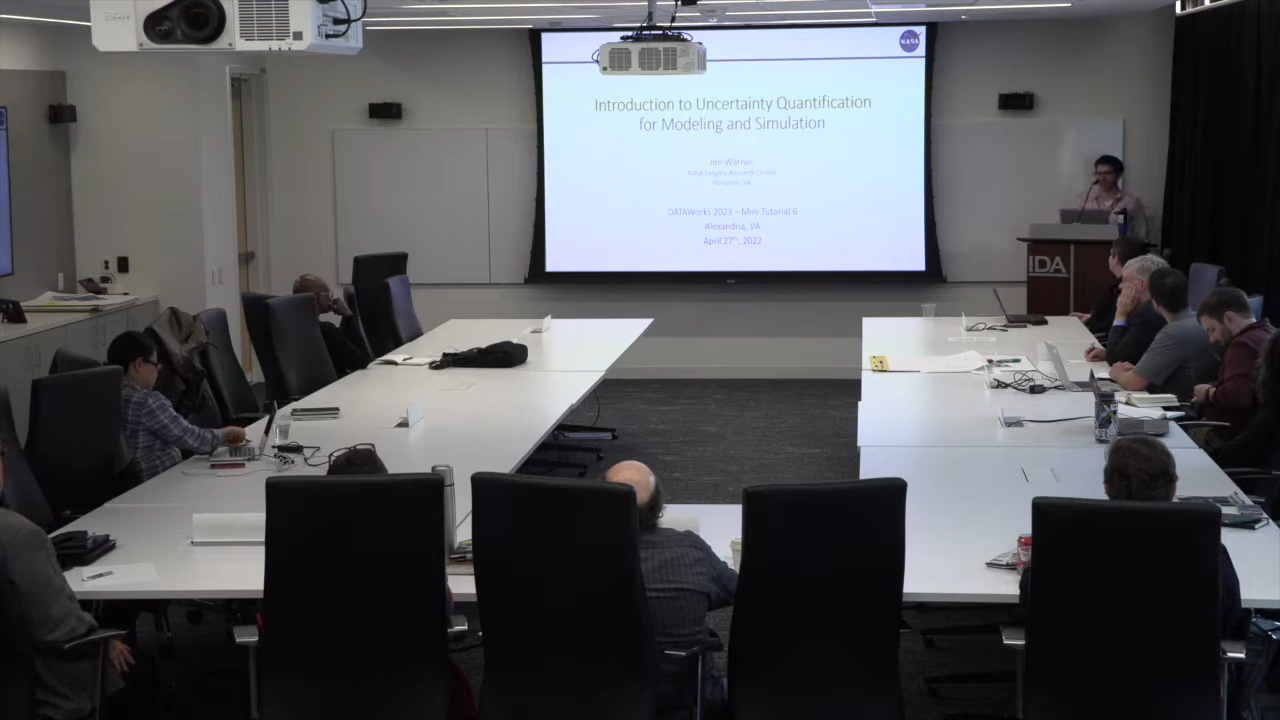 NASA
Introduction to Uncertainty Quantification
for Modeling and Simulation
Jim Warner
NASA Langley Research Center
Hampton, VA
DATAWorks 2023 – Mini Tutorial 6
Alexandria, VA
April 27th, 2022
IDA